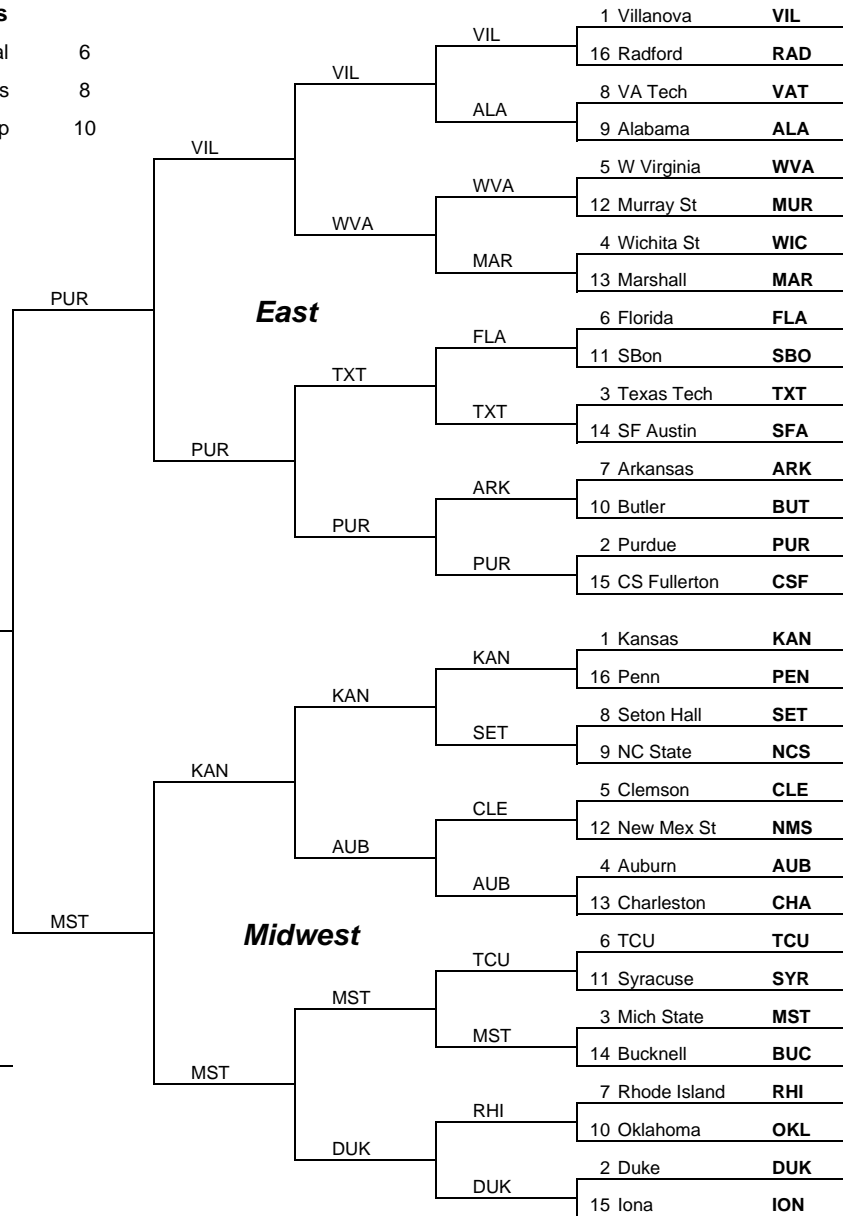 s
al 6
s 8
p 10
1 Villanova VIL
VIL
16 Radford RAD
VIL
8 VA Tech VAT
ALA
9 Alabama ALA
VIL
5 W Virginia WVA
WVA
12 Murray St MUR
WVA
4 Wichita St WIC
MAR
13 Marshall MAR
PUR
East
6 Florida FLA
FLA
11 SBon SBO
TXT
3 Texas Tech TXT
TXT
14 SF Austin SFA
PUR
7 Arkansas ARK
ARK
10 Butler BUT
PUR
2 Purdue PUR
PUR
15 CS Fullerton CSF
1 Kansas KAN
KAN
16 Penn PEN
KAN
8 Seton Hall SET
SET
9 NC State NCS
KAN
5 Clemson CLE
CLE
12 New Mex St NMS
AUB
4 Auburn AUB
AUB
13 Charleston CHA
MST
Midwest
6 TCU TCU
TCU
11 Syracuse SYR
MST
3 Mich State MST
MST
14 Bucknell BUC
MST
7 Rhode Island RHI
RHI
10 Oklahoma OKL
DUK
2 Duke DUK
DUK
15 Iona ION